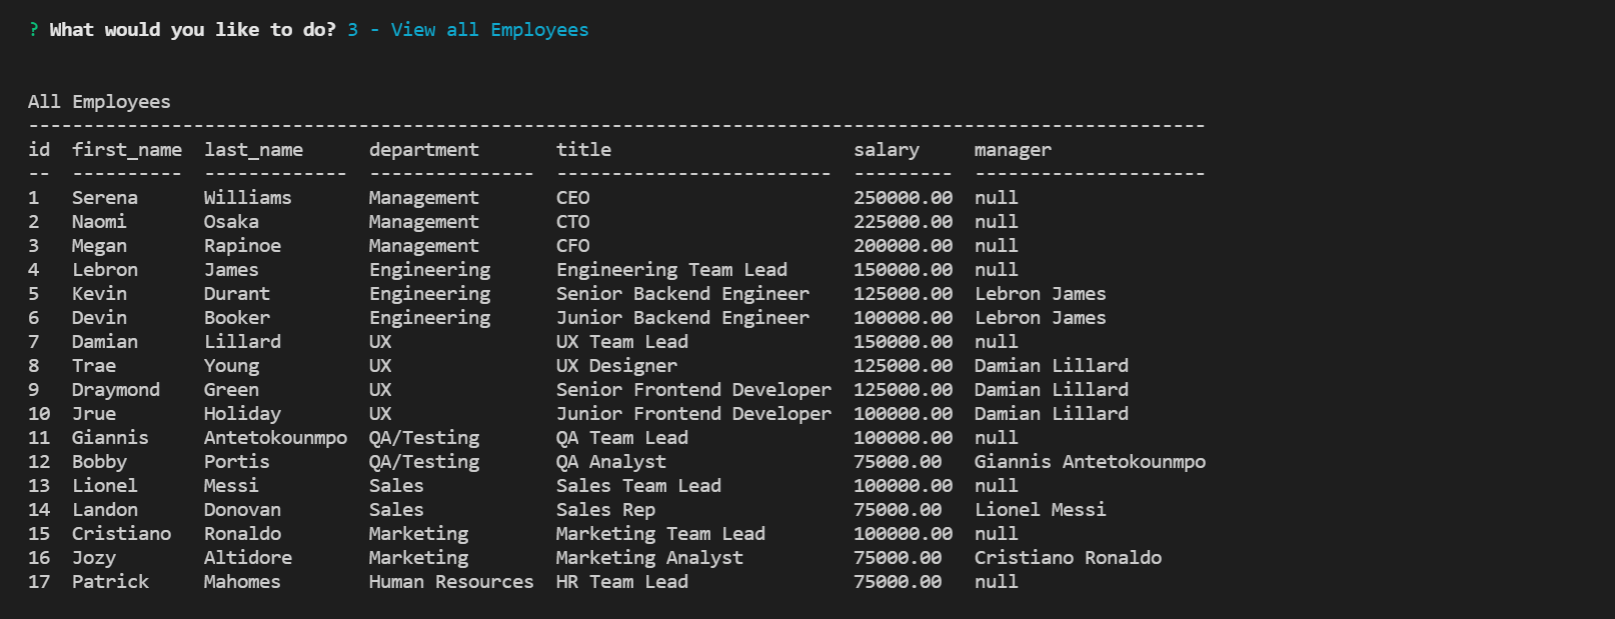 ? What would you like to do? 3 - View all Employees
All Employees
-----------------------------------------------------------------------------------------------------------
id  first_name  last_name      department       title                      salary     manager
--  ----------  -------------  ---------------  -------------------------  ---------  ---------------------
1   Serena      Williams       Management       CEO                        250000.00  null
2   Naomi       Osaka          Management       CTO                        225000.00  null
3   Megan       Rapinoe        Management       CFO                        200000.00  null
4   Lebron      James          Engineering      Engineering Team Lead      150000.00  null
5   Kevin       Durant         Engineering      Senior Backend Engineer    125000.00  Lebron James
6   Devin       Booker         Engineering      Junior Backend Engineer    100000.00  Lebron James
7   Damian      Lillard        UX               UX Team Lead               150000.00  null
8   Trae        Young          UX               UX Designer                125000.00  Damian Lillard
9   Draymond    Green          UX               Senior Frontend Developer  125000.00  Damian Lillard
10  Jrue        Holiday        UX               Junior Frontend Developer  100000.00  Damian Lillard
11  Giannis     Antetokounmpo  QA/Testing       QA Team Lead               100000.00  null
12  Bobby       Portis         QA/Testing       QA Analyst                 75000.00   Giannis Antetokounmpo
13  Lionel      Messi          Sales            Sales Team Lead            100000.00  null
14  Landon      Donovan        Sales            Sales Rep                  75000.00   Lionel Messi
15  Cristiano   Ronaldo        Marketing        Marketing Team Lead        100000.00  null
16  Jozy        Altidore       Marketing        Marketing Analyst          75000.00   Cristiano Ronaldo
17  Patrick     Mahomes        Human Resources  HR Team Lead               75000.00   null